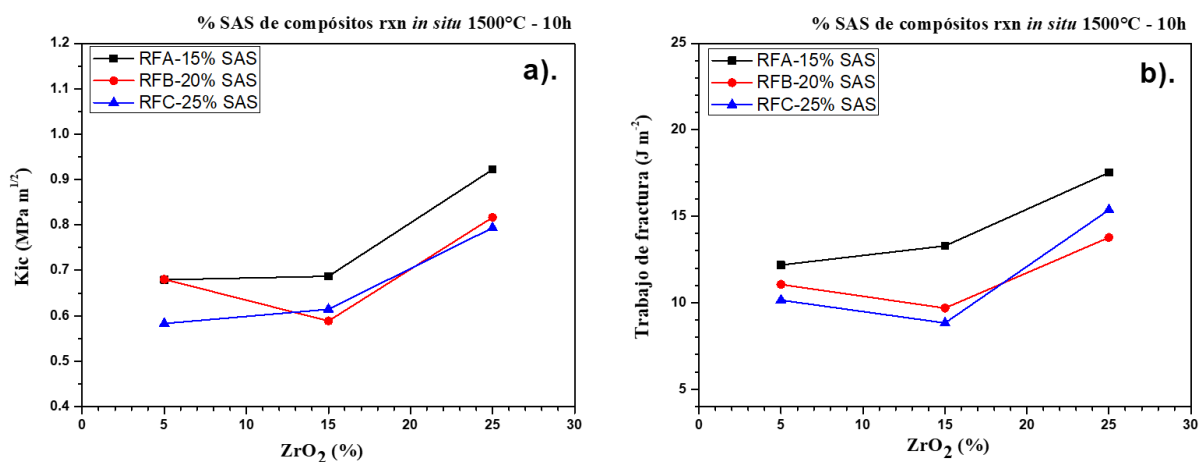 % SAS de compósitos rxn in situ 1500°C - 10h
RFA-15% SAS
RFB-20% SAS
RFC-25% SAS
a).
Kic (MPa m^1/2)
1.2
1.1
1.0
0.9
0.8
0.7
0.6
0.5
0.4
0 5 10 15 20 25 30
ZrO₂ (%)
% SAS de compósitos rxn in situ 1500°C - 10h
RFA-15% SAS
RFB-20% SAS
RFC-25% SAS
b).
Trabajo de fractura (J m⁻²)
25
20
15
10
5
0 5 10 15 20 25 30
ZrO₂ (%)